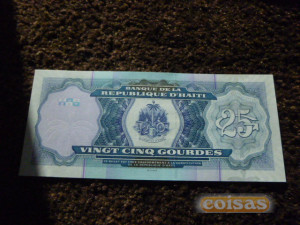 BANQUE DE LA
REPUBLIQUE D'HAITI
25
VINGT CINQ GOURDES
coisas